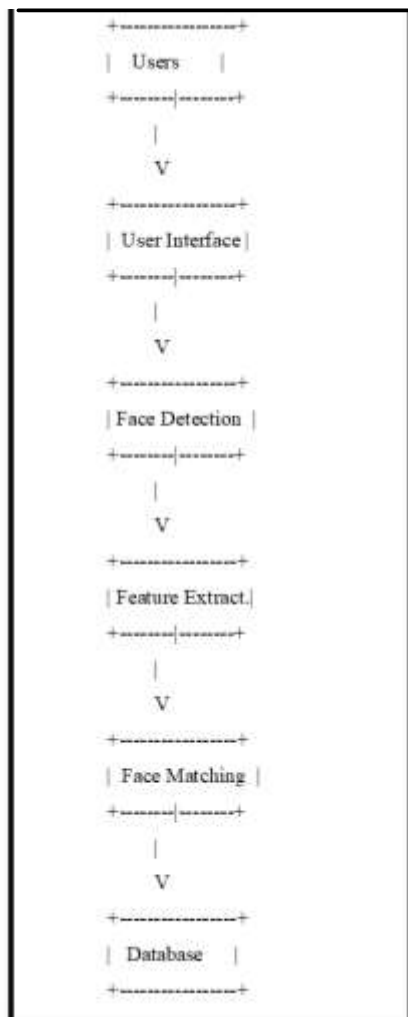 +-----------------+
| Users |
+--------|--------+
|
V
+-----------------+
| User Interface |
+--------|--------+
|
V
+-----------------+
| Face Detection |
+--------|--------+
|
V
+-----------------+
| Feature Extract.|
+--------|--------+
|
V
+-----------------+
| Face Matching |
+--------|--------+
|
V
+-----------------+
| Database |
+-----------------+